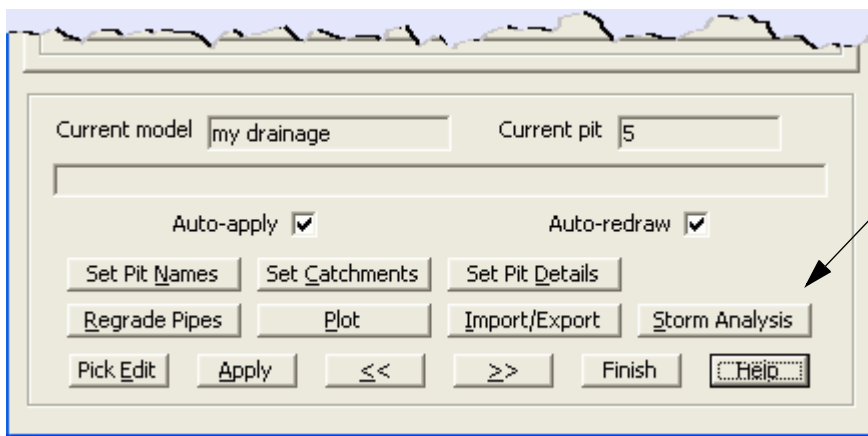 Current model my drainage Current pit 5
Auto-apply Auto-redraw
Set Pit Names Set Catchments Set Pit Details
Regrade Pipes Plot Import/Export Storm Analysis
Pick Edit Apply << >> Finish Help